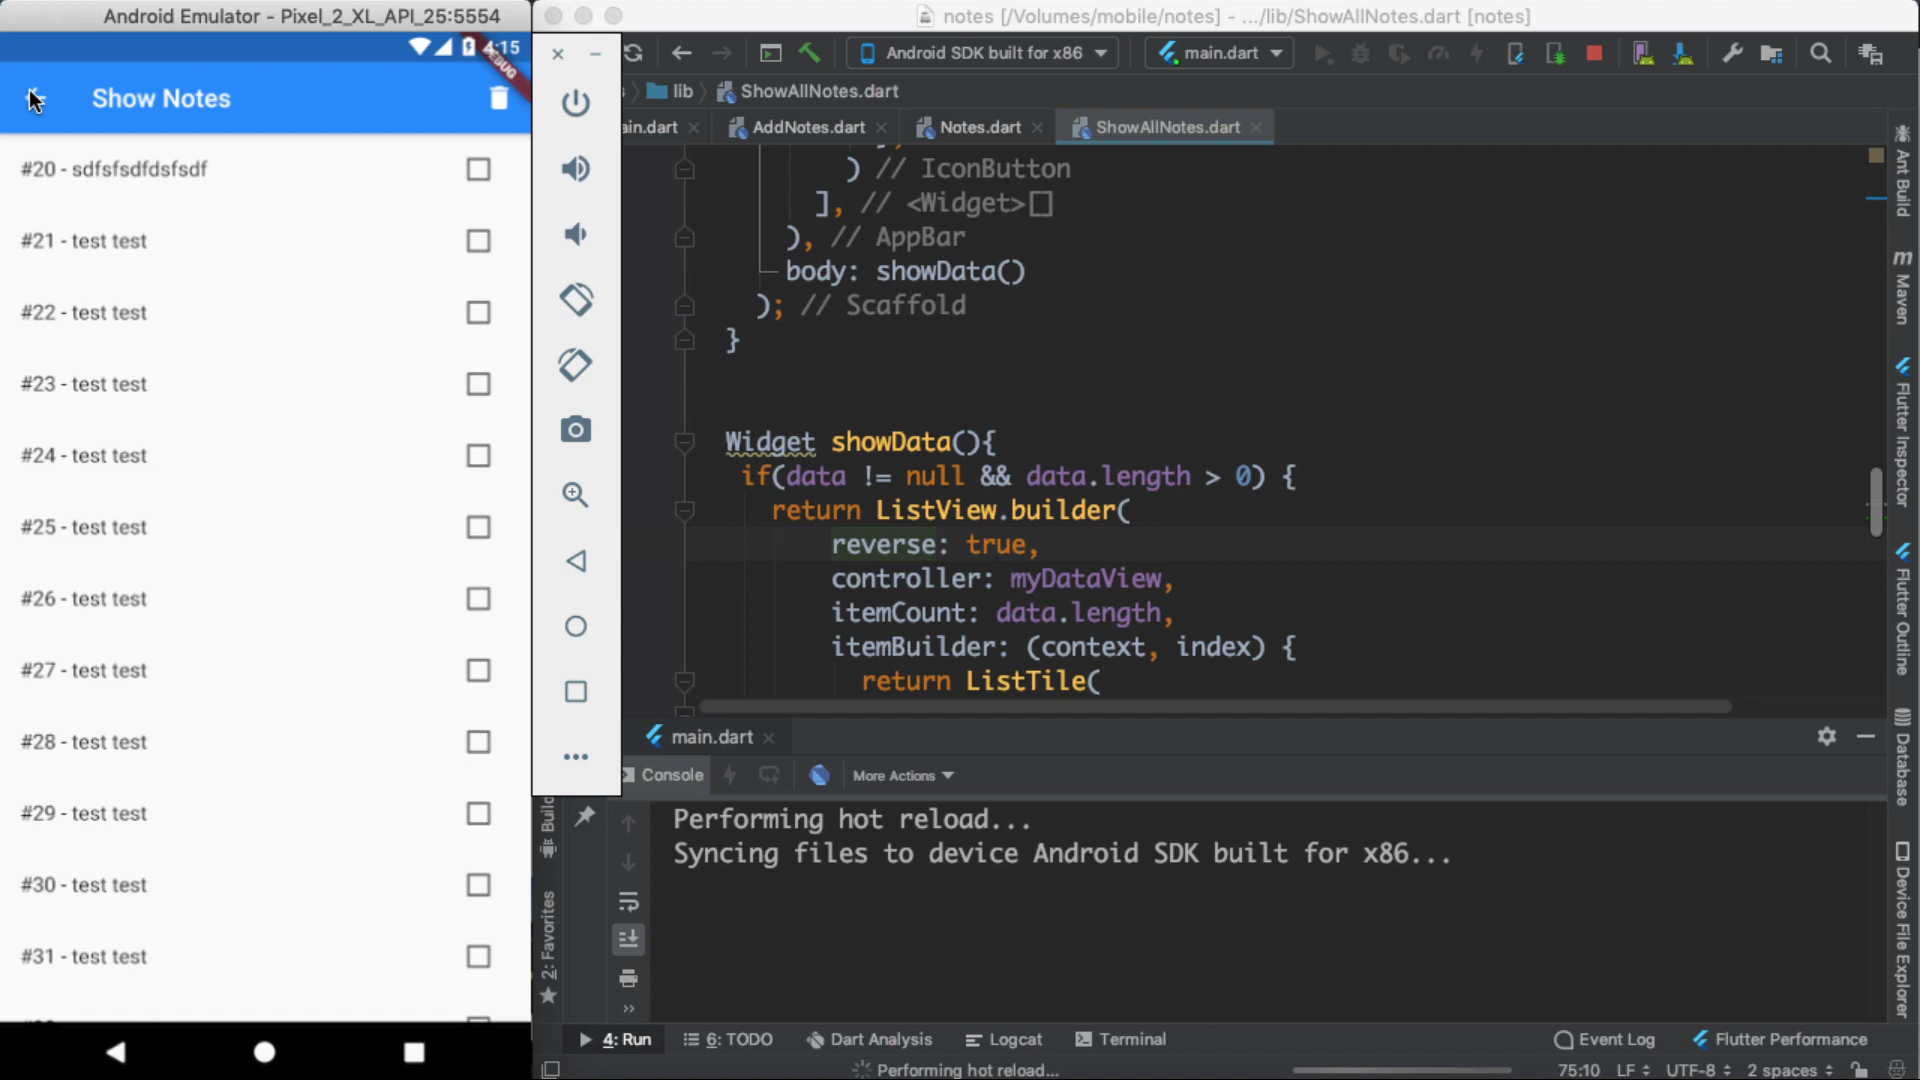 Android Emulator - Pixel_2_XL_API_25:5554
4:15
DEBUG
Show Notes
#20 - sdfsfsdfdsfsdf
#21 - test test
#22 - test test
#23 - test test
#24 - test test
#25 - test test
#26 - test test
#27 - test test
#28 - test test
#29 - test test
#30 - test test
#31 - test test
notes [/Volumes/mobile/notes] - .../lib/ShowAllNotes.dart [notes]
Android SDK built for x86
main.dart
lib
ShowAllNotes.dart
ain.dart
AddNotes.dart
Notes.dart
ShowAllNotes.dart
) // IconButton
], // <Widget>[]
), // AppBar
body: showData()
); // Scaffold
}
Widget showData(){
if(data != null && data.length > 0) {
return ListView.builder(
reverse: true,
controller: myDataView,
itemCount: data.length,
itemBuilder: (context, index) {
return ListTile(
main.dart
Console
More Actions
Performing hot reload...
Syncing files to device Android SDK built for x86...
Build
2: Favorites
Ant Build
Maven
Flutter Inspector
Flutter Outline
Database
Device File Explorer
4: Run
6: TODO
Dart Analysis
Logcat
Terminal
Event Log
Flutter Performance
Performing hot reload...
75:10
LF
UTF-8
2 spaces